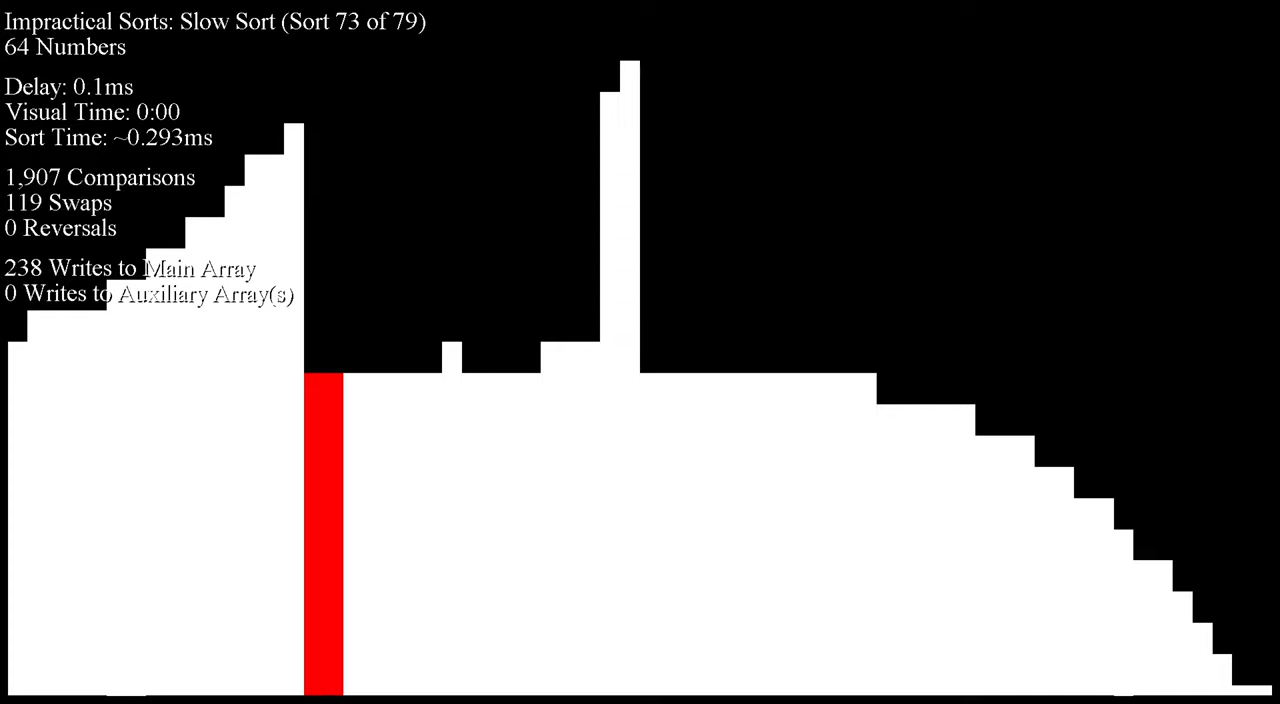 Impractical Sorts: Slow Sort (Sort 73 of 79)
64 Numbers
Delay: 0.1ms
Visual Time: 0:00
Sort Time: ~0.293ms
1,907 Comparisons
119 Swaps
0 Reversals
238 Writes to Main Array
0 Writes to Auxiliary Array(s)